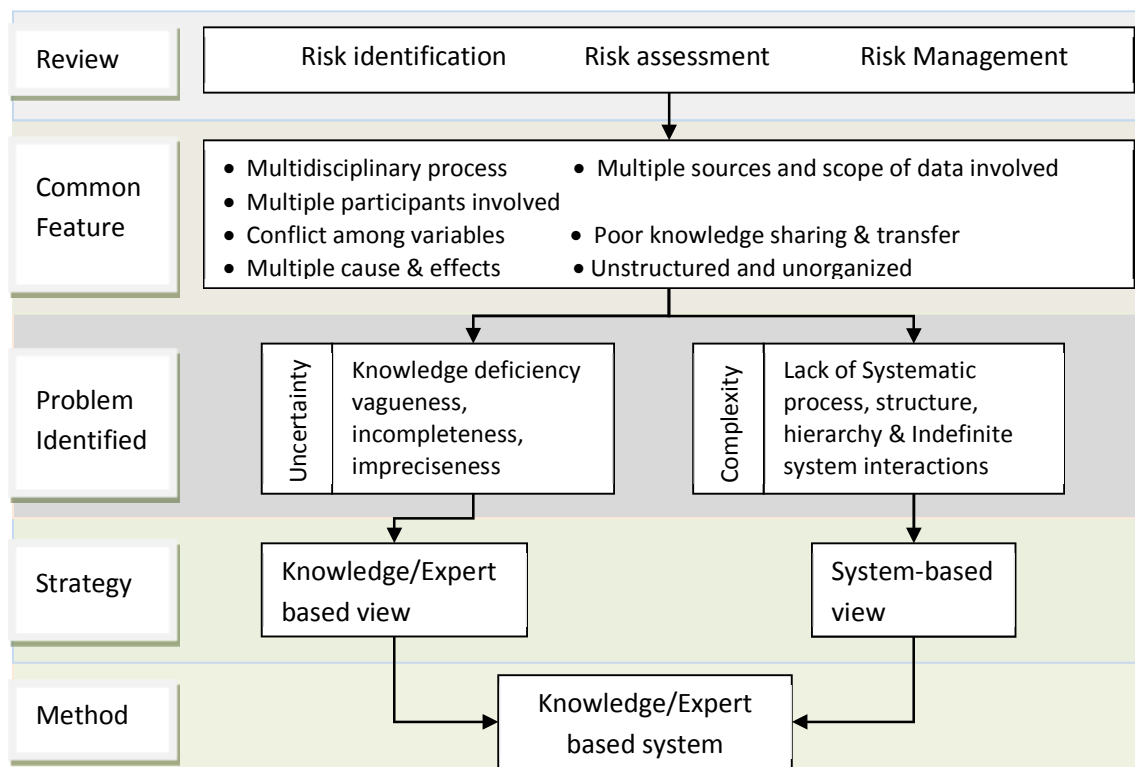 Review
Risk identification Risk assessment Risk Management
Common
Feature
• Multidisciplinary process • Multiple sources and scope of data involved
• Multiple participants involved
• Conflict among variables • Poor knowledge sharing & transfer
• Multiple cause & effects • Unstructured and unorganized
Problem
Identified
Uncertainty
Knowledge deficiency
vagueness,
incompleteness,
impreciseness
Complexity
Lack of Systematic
process, structure,
hierarchy & Indefinite
system interactions
Strategy
Knowledge/Expert
based view
System-based
view
Method
Knowledge/Expert
based system